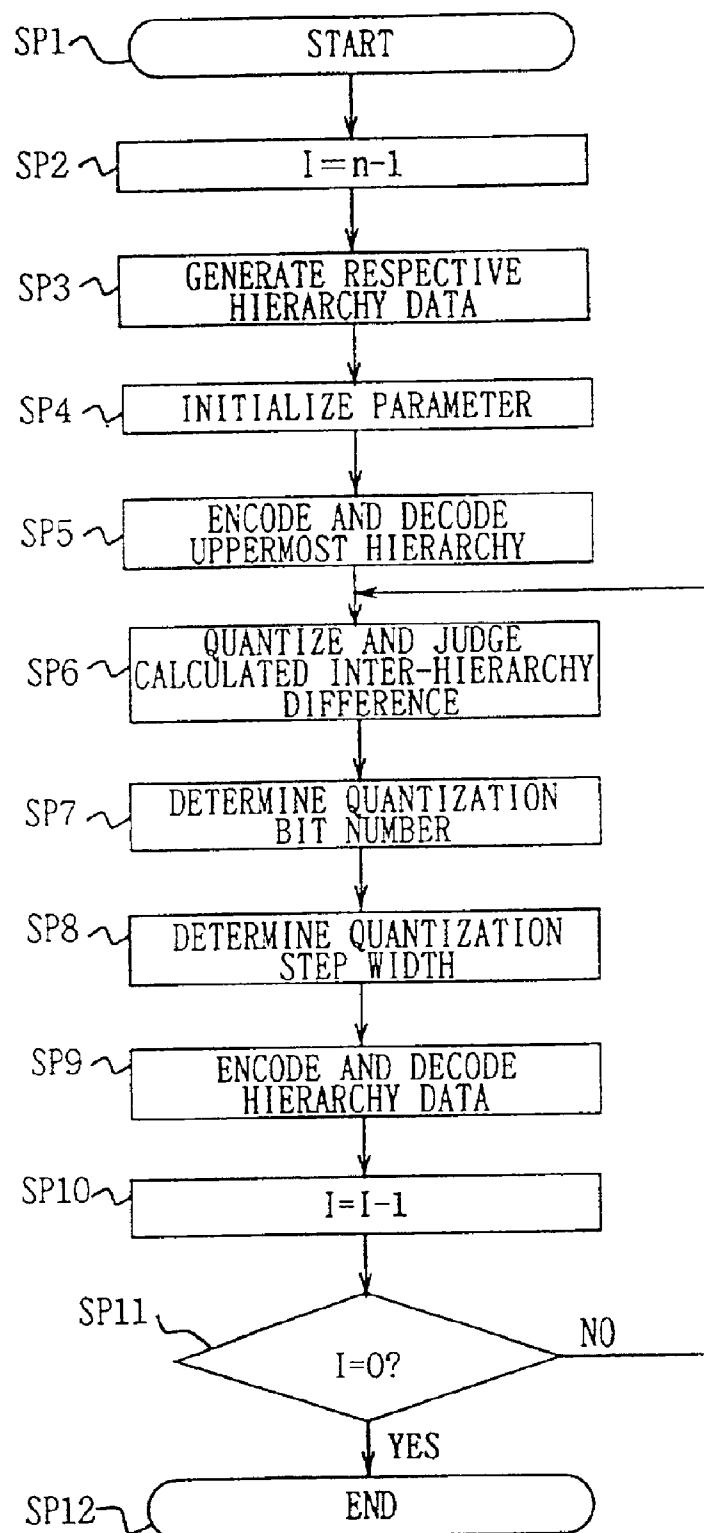 SP1
START
SP2
I=n-1
SP3
GENERATE RESPECTIVE
HIERARCHY DATA
SP4
INITIALIZE PARAMETER
SP5
ENCODE AND DECODE
UPPERMOST HIERARCHY
SP6
QUANTIZE AND JUDGE
CALCULATED INTER-HIERARCHY
DIFFERENCE
SP7
DETERMINE QUANTIZATION
BIT NUMBER
SP8
DETERMINE QUANTIZATION
STEP WIDTH
SP9
ENCODE AND DECODE
HIERARCHY DATA
SP10
I=I-1
SP11
I=0?
NO
YES
SP12
END